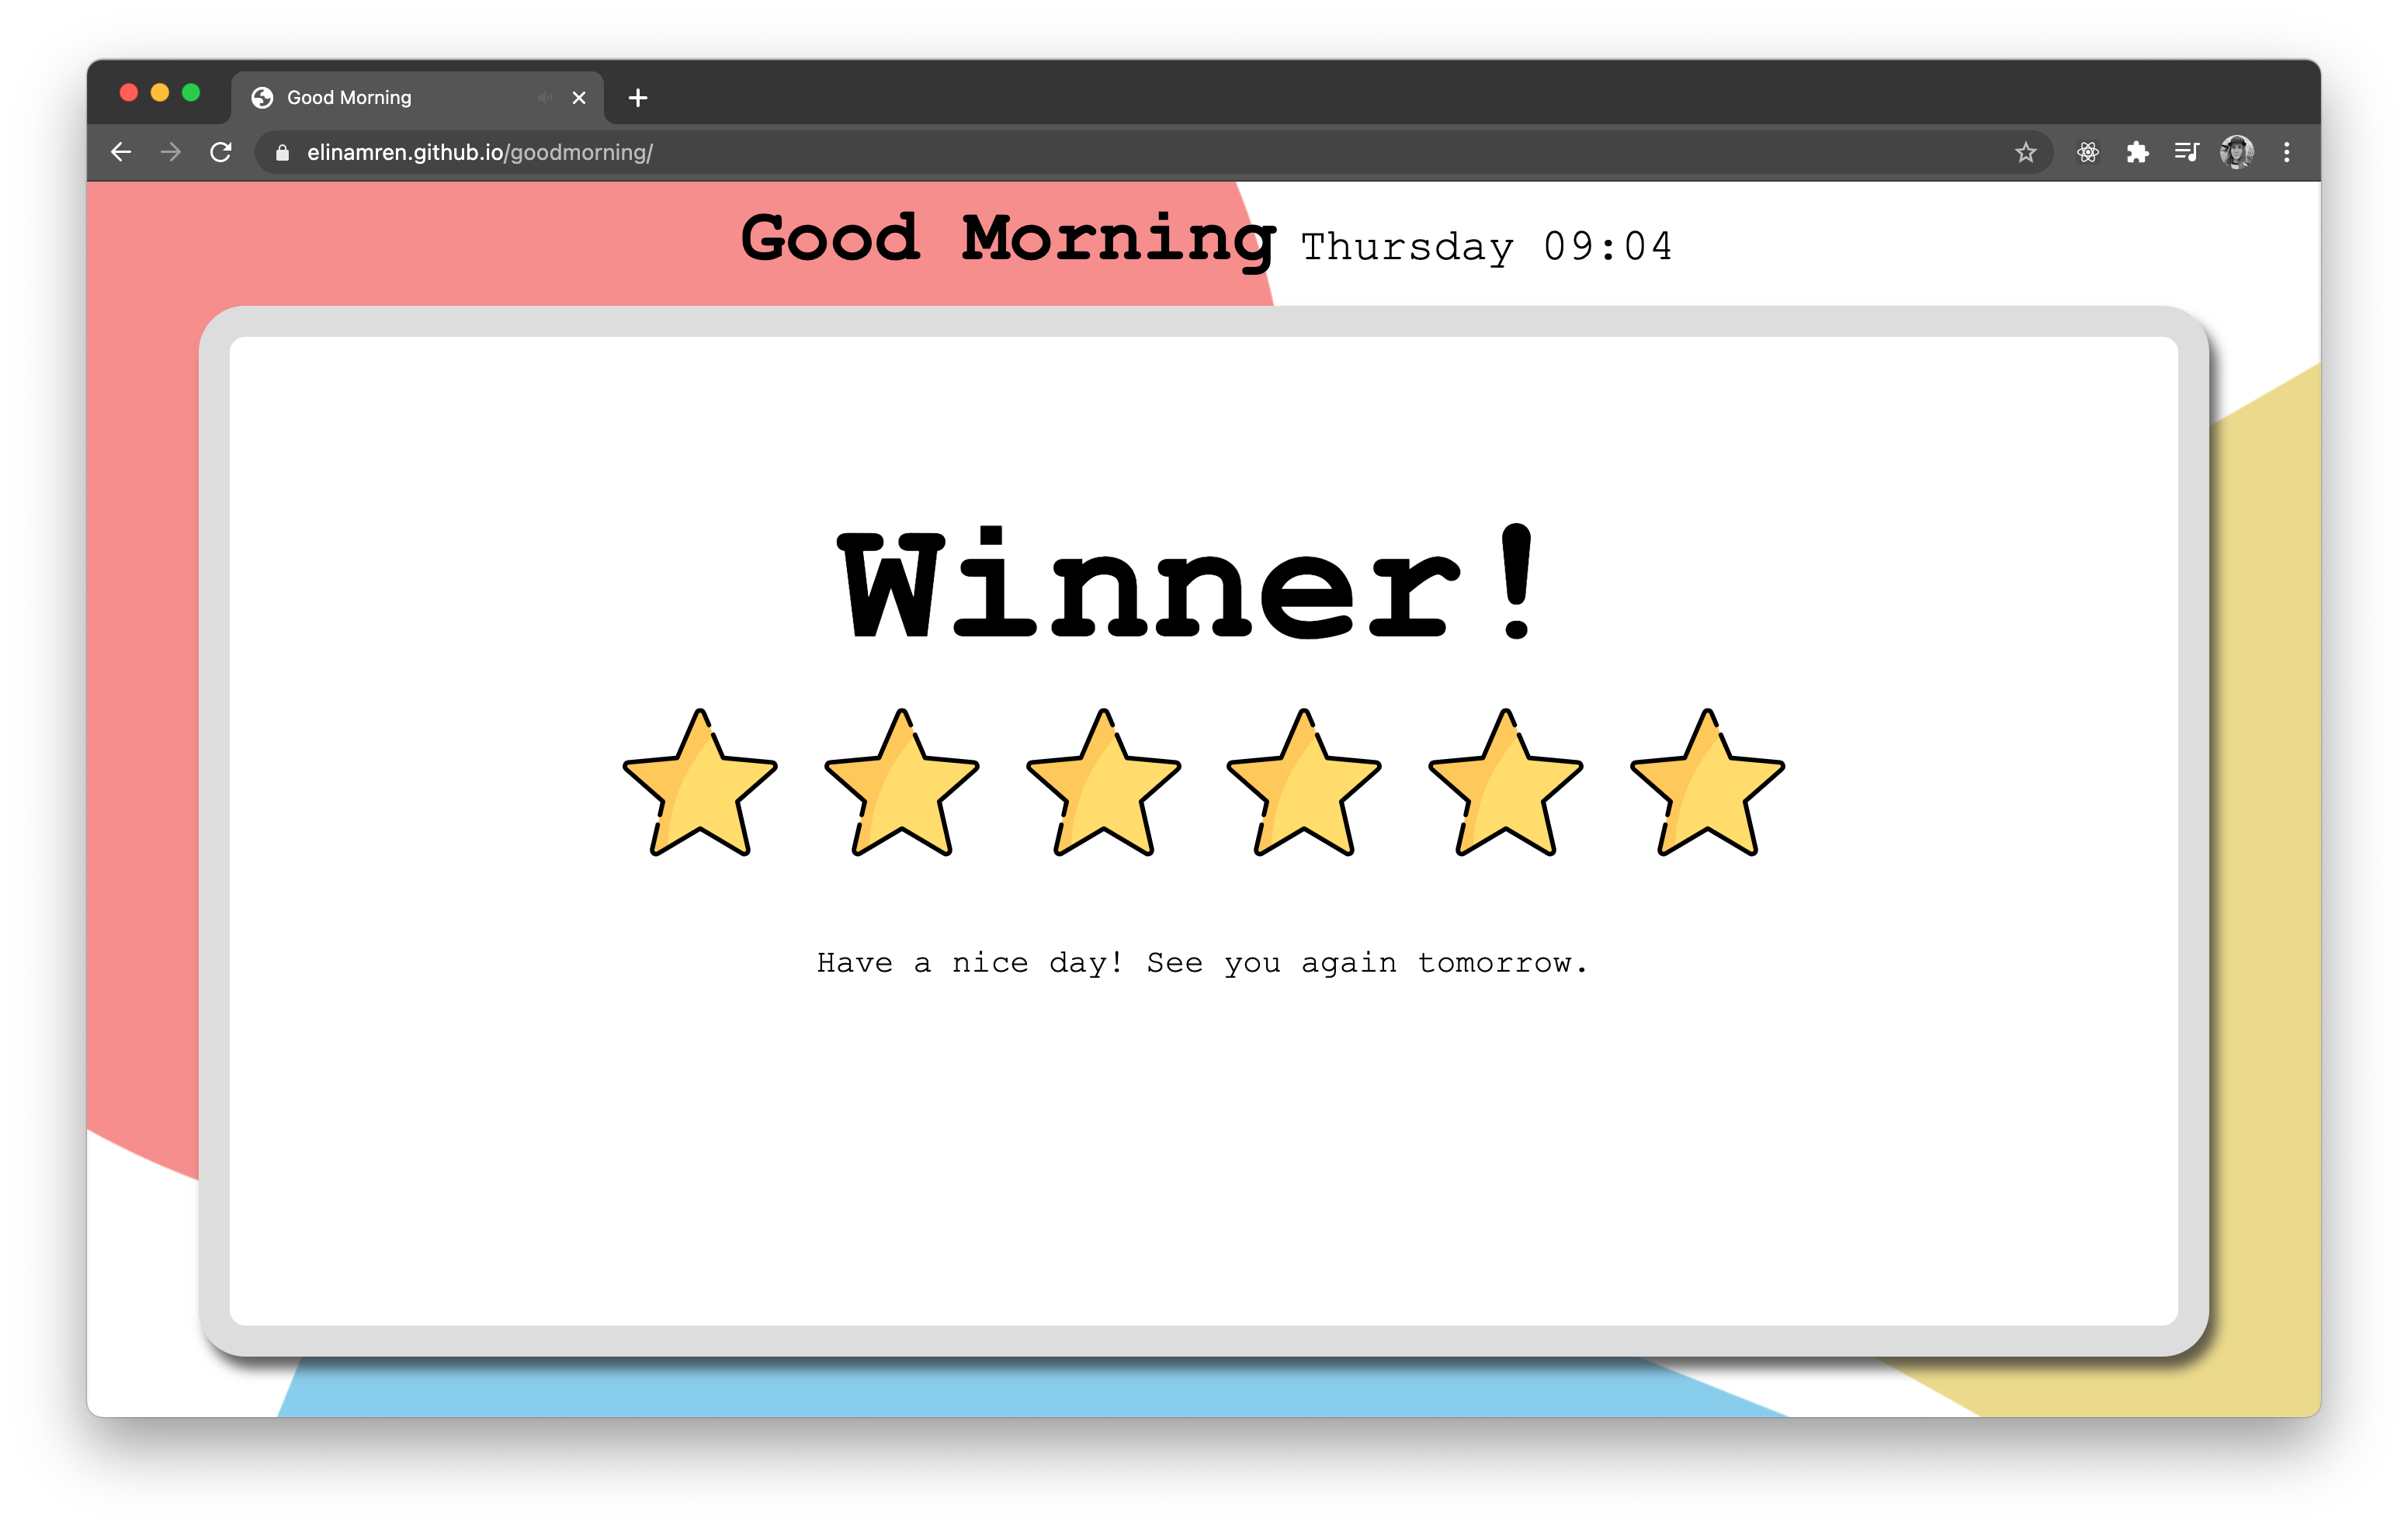 Good Morning
elinamren.github.io/goodmorning/
Good Morning Thursday 09:04
Winner!
Have a nice day! See you again tomorrow.